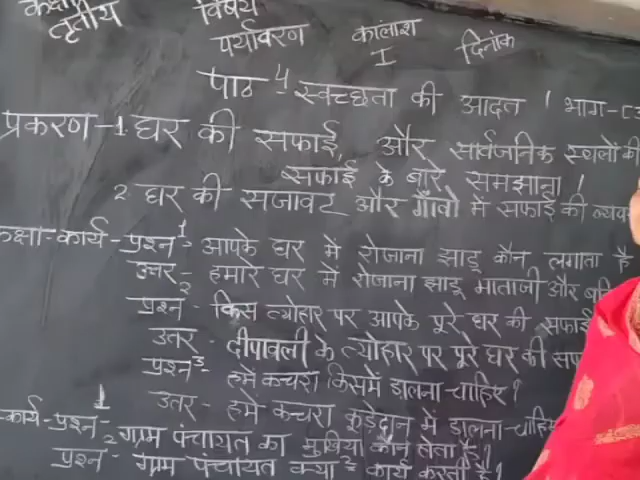 कक्षा विषय
तृतीय पर्यावरण कांलाश दिनांक
I
पाठ 4 - स्वच्छता की आदत । भाग-
प्रकरण-1 घर की सफाई, और सार्वजनिक स्थलों की
सफाई के बारे समझाना ।
2 घर की सजावट और गाँवो में सफाई की
कक्षा-कार्य-प्रश्न-1 आपके घर में रोजाना झाडू कौन लगाता है
उत्तर- हमारे घर में रोजाना झाडू माताजी और
2 प्रश्न - किस त्योहार पर आपके पूरे घर की सफाई
उत्तर - दीपावली के त्योहार पर पूरे घर की
प्रश्न 3- हमें कचरा किसमें डालना-चाहिए?
उत्तर - हमें कचरा कूड़ेदान में डालना-चाहिए
-कार्य-प्रश्न-1 ग्राम पंचायत का मुखिया कौन होता है?
2 प्रश्न - ग्राम पंचायत क्या-2 कार्य करती है?